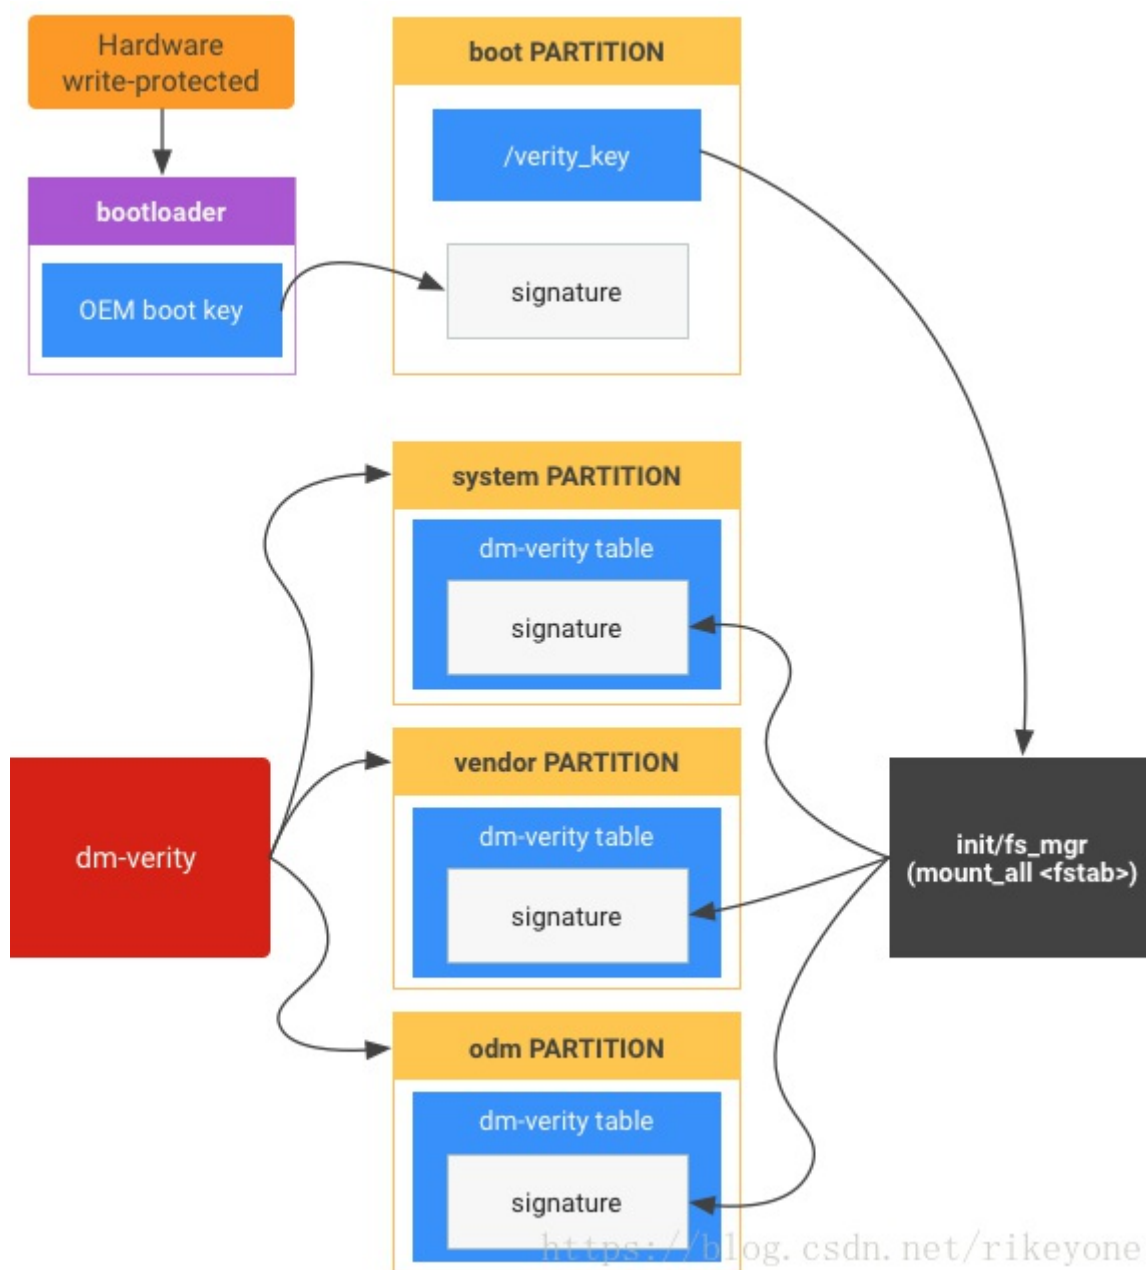 Hardware
write-protected
boot PARTITION
/verity_key
bootloader
OEM boot key
signature
system PARTITION
dm-verity table
signature
vendor PARTITION
dm-verity table
signature
dm-verity
init/fs_mgr
(mount_all <fstab>)
odm PARTITION
dm-verity table
signature
https://blog.csdn.net/rikeyone